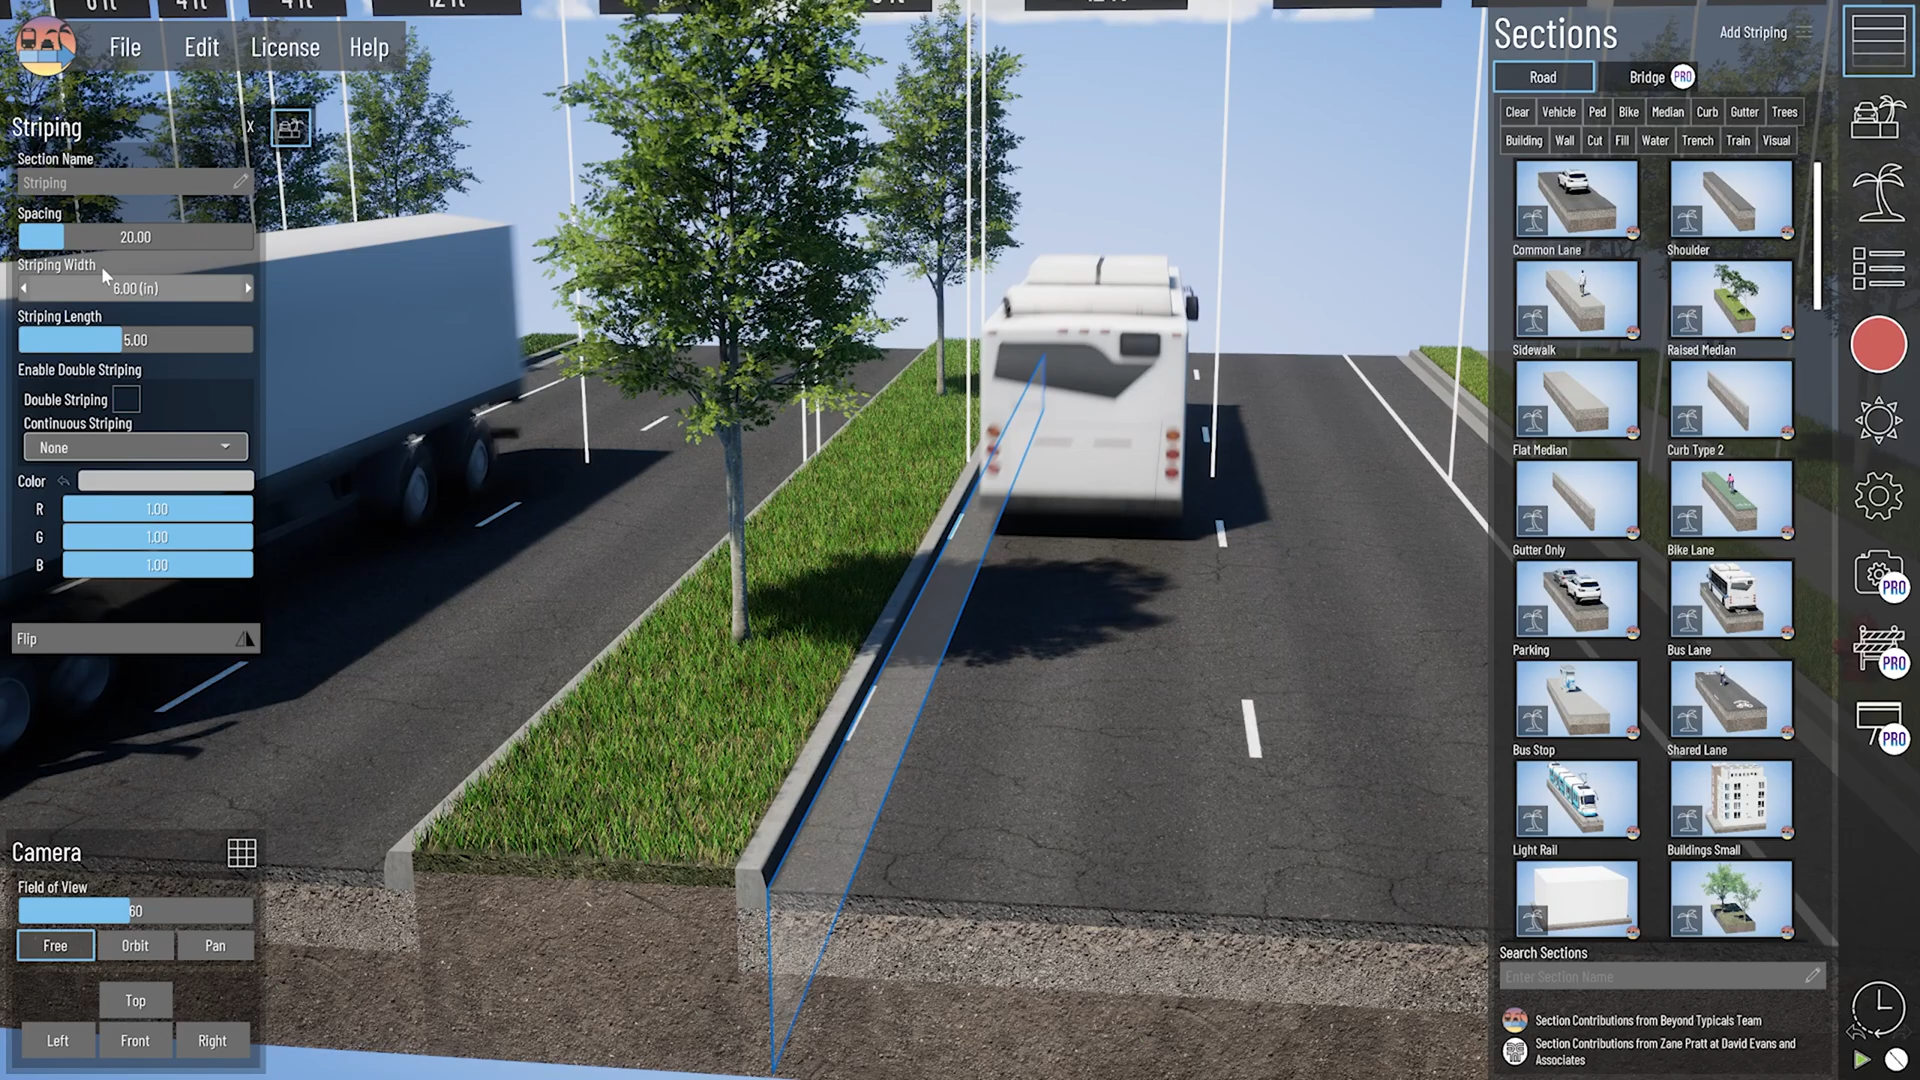 File Edit License Help
Striping
X
Section Name
Striping
Spacing
20.00
Striping Width
6.00 (in)
Striping Length
5.00
Enable Double Striping
Double Striping
Continuous Striping
None
Color
R 1.00
G 1.00
B 1.00
Flip
Camera
Field of View
60
Free Orbit Pan
Top
Left Front Right
Sections
Add Striping
Road Bridge PRO
Clear Vehicle Ped Bike Median Curb Gutter Trees
Building Wall Cut Fill Water Trench Train Visual
Common Lane Shoulder
Sidewalk Raised Median
Flat Median Curb Type 2
Gutter Only Bike Lane
Parking Bus Lane
Bus Stop Shared Lane
Light Rail Buildings Small
Search Sections
Enter Section Name
Section Contributions from Beyond Typicals Team
Section Contributions from Zane Pratt at David Evans and
Associates
PRO
PRO
PRO